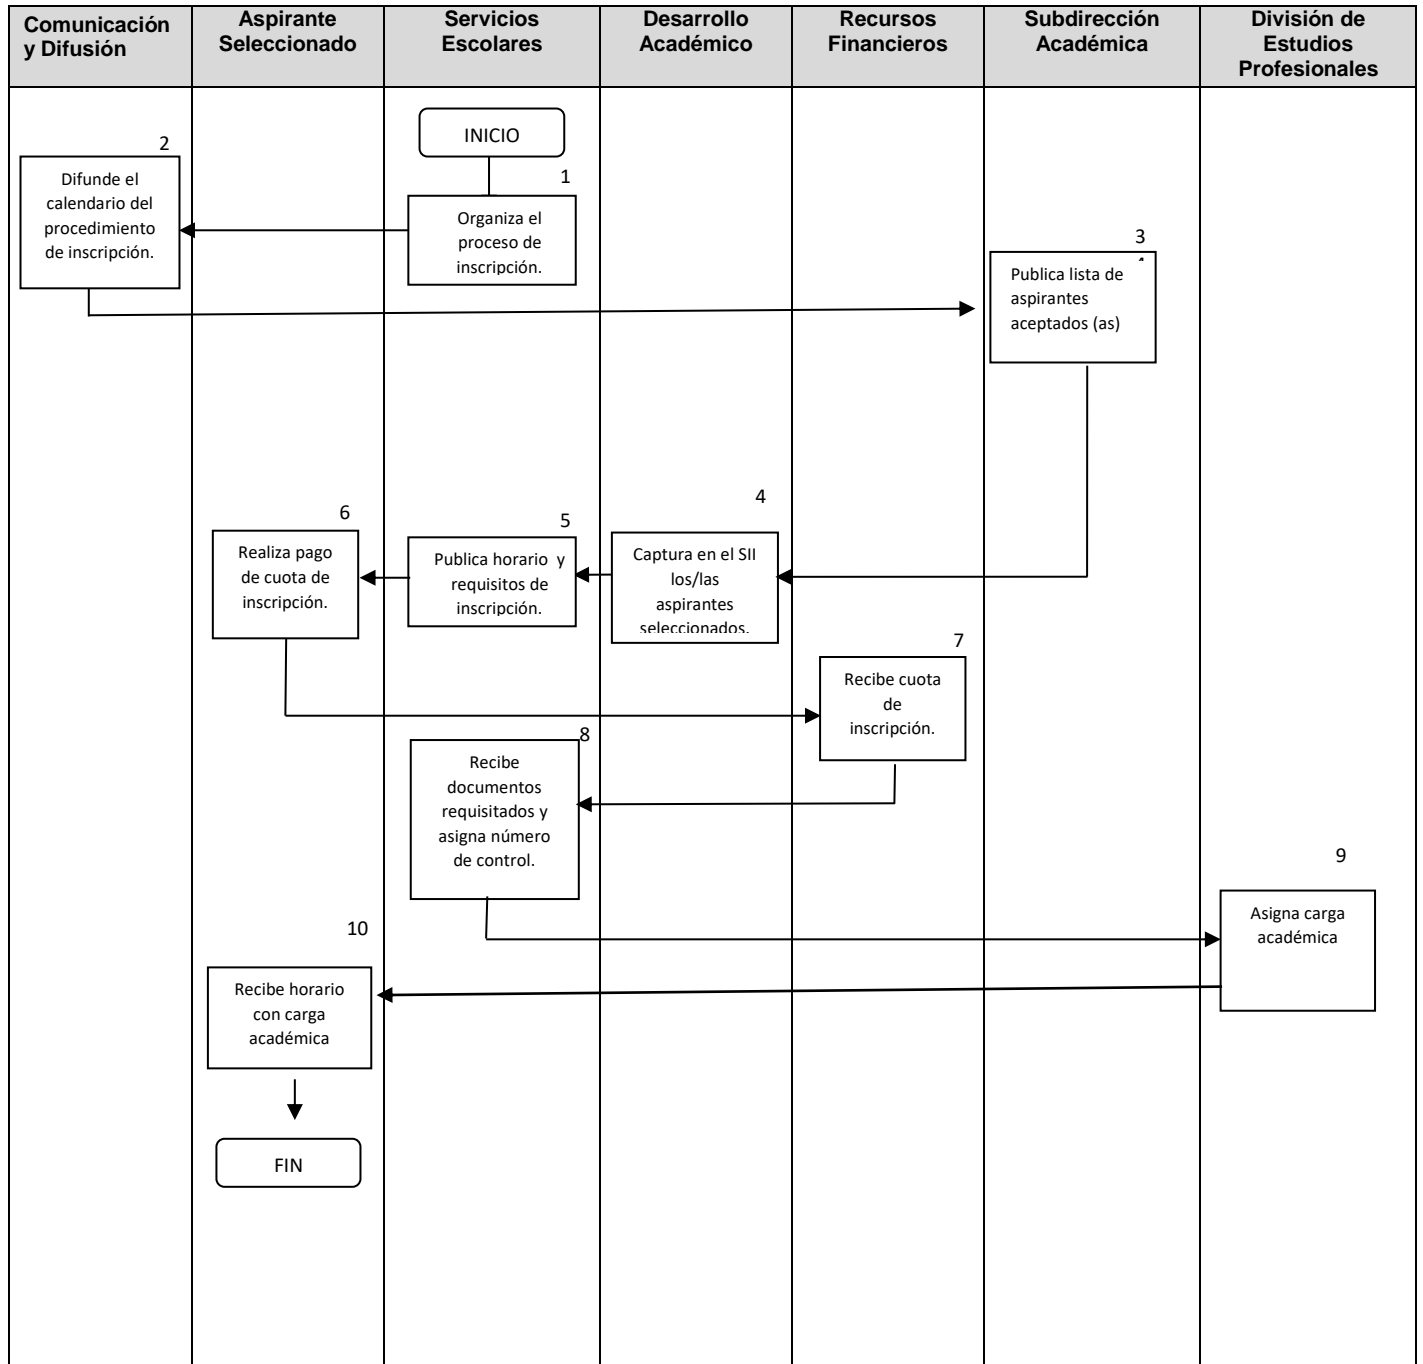 Comunicación
y Difusión
Aspirante
Seleccionado
Servicios
Escolares
Desarrollo
Académico
Recursos
Financieros
Subdirección
Académica
División de
Estudios
Profesionales
INICIO
1
Organiza el
proceso de
inscripción.
2
Difunde el
calendario del
procedimiento
de inscripción.
3
Publica lista de
aspirantes
aceptados (as)
4
Captura en el SII
los/las
aspirantes
seleccionados.
5
Publica horario y
requisitos de
inscripción.
6
Realiza pago
de cuota de
inscripción.
7
Recibe cuota
de
inscripción.
8
Recibe
documentos
requisitados y
asigna número
de control.
9
Asigna carga
académica
10
Recibe horario
con carga
académica
FIN